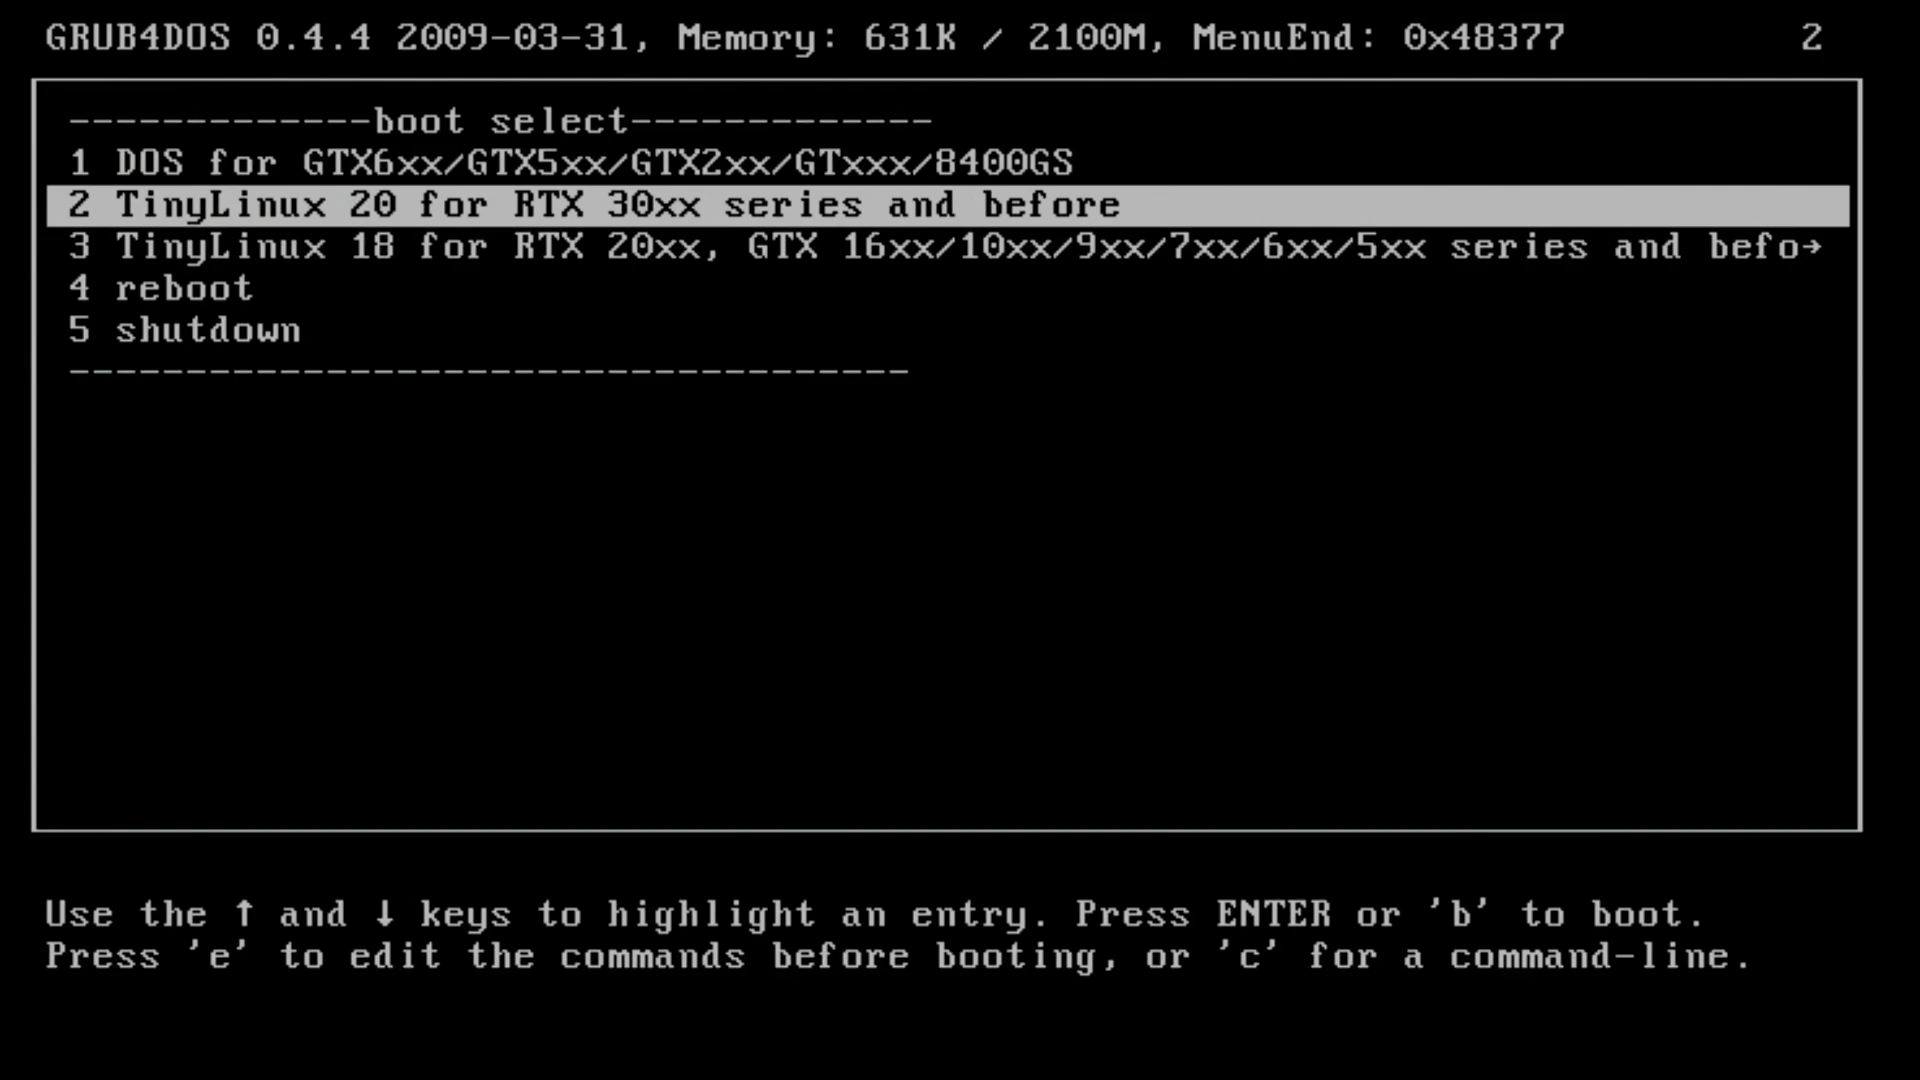 GRUB4DOS 0.4.4 2009-03-31, Memory: 631K / 2100M, MenuEnd: 0x48377 2
-------------boot select-------------
1 DOS for GTX6xx/GTX5xx/GTX2xx/GTxxx/8400GS
2 TinyLinux 20 for RTX 30xx series and before
3 TinyLinux 18 for RTX 20xx, GTX 16xx/10xx/9xx/7xx/6xx/5xx series and befo→
4 reboot
5 shutdown
------------------------------------
Use the ↑ and ↓ keys to highlight an entry. Press ENTER or 'b' to boot.
Press 'e' to edit the commands before booting, or 'c' for a command-line.